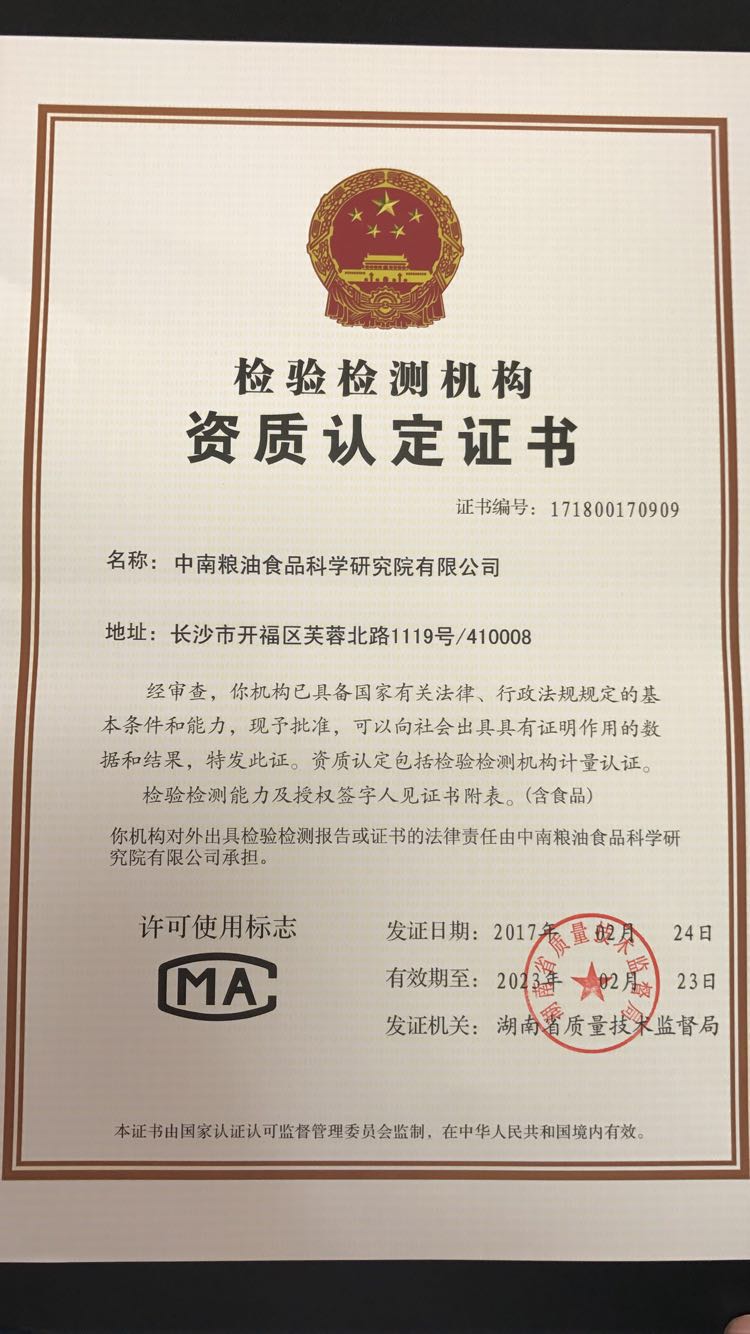 检验检测机构
资质认定证书
证书编号：171800170909
名称：中南粮油食品科学研究院有限公司
地址：长沙市开福区芙蓉北路1119号/410008
经审查，你机构已具备国家有关法律、行政法规规定的基
本条件和能力，现予批准，可以向社会出具具有证明作用的数
据和结果，特发此证。资质认定包括检验检测机构计量认证。
检验检测能力及授权签字人见证书附表。(含食品)
你机构对外出具检验检测报告或证书的法律责任由中南粮油食品科学研
究院有限公司承担。
许可使用标志
MA
发证日期：2017年 02月 24日
有效期至：2023年 02月 23日
发证机关：湖南省质量技术监督局
湖南省质量技术监督局
本证书由国家认证认可监督管理委员会监制，在中华人民共和国境内有效。